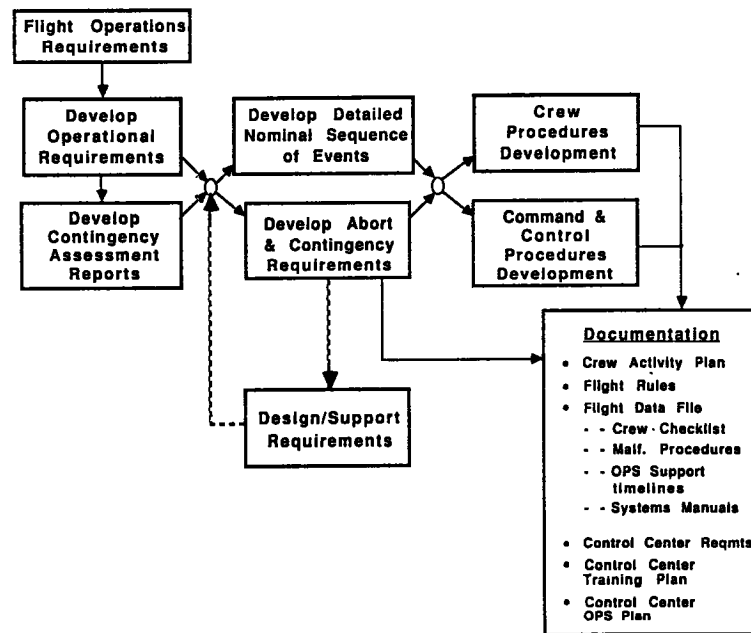 Flight Operations
Requirements
Develop
Operational
Requirements
Develop
Contingency
Assessment
Reports
Develop Detailed
Nominal Sequence
of Events
Develop Abort
& Contingency
Requirements
Design/Support
Requirements
Crew
Procedures
Development
Command &
Control
Procedures
Development
Documentation
• Crew Activity Plan
• Flight Rules
• Flight Data File
- - Crew Checklist
- - Malf. Procedures
- - OPS Support
timelines
- - Systems Manuals
• Control Center Reqmts
• Control Center
Training Plan
• Control Center
OPS Plan